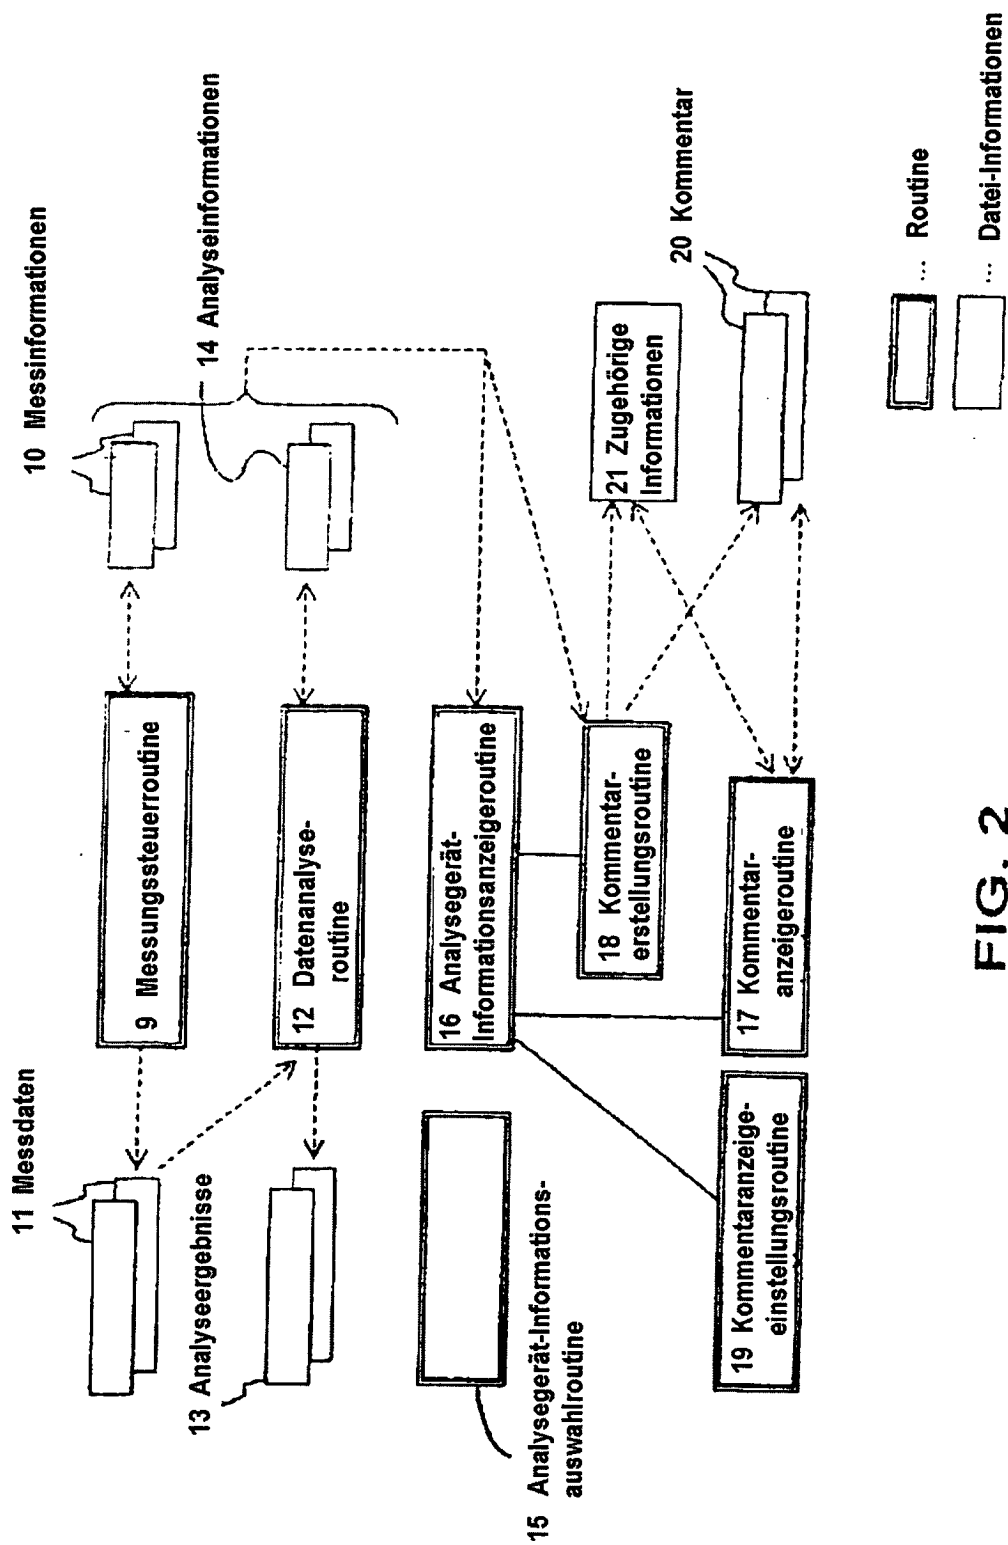 10 Messinformationen
14 Analyseinformationen
11 Messdaten
9 Messungssteuerroutine
13 Analyseergebnisse
12 Datenanalyse-
routine
15 Analysegerät-Informations-
auswahlroutine
16 Analysegerät-
Informationsanzeigeroutine
18 Kommentar-
erstellungsroutine
21 Zugehörige
Informationen
20 Kommentar
19 Kommentaranzeige-
einstellungsroutine
17 Kommentar-
anzeigeroutine
... Routine
... Datei-Informationen
FIG. 2